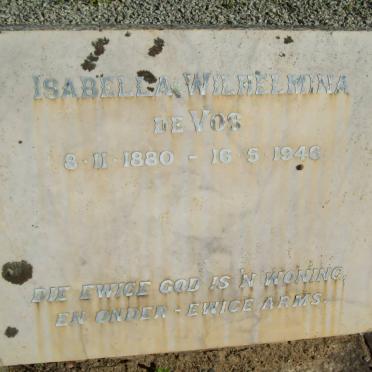 ISABELLA WILHELMINA
DE VOS
8·11·1880 - 16·5·1946
DIE EWIGE GOD IS 'N WONING,
EN ONDER - EWIGE ARMS.